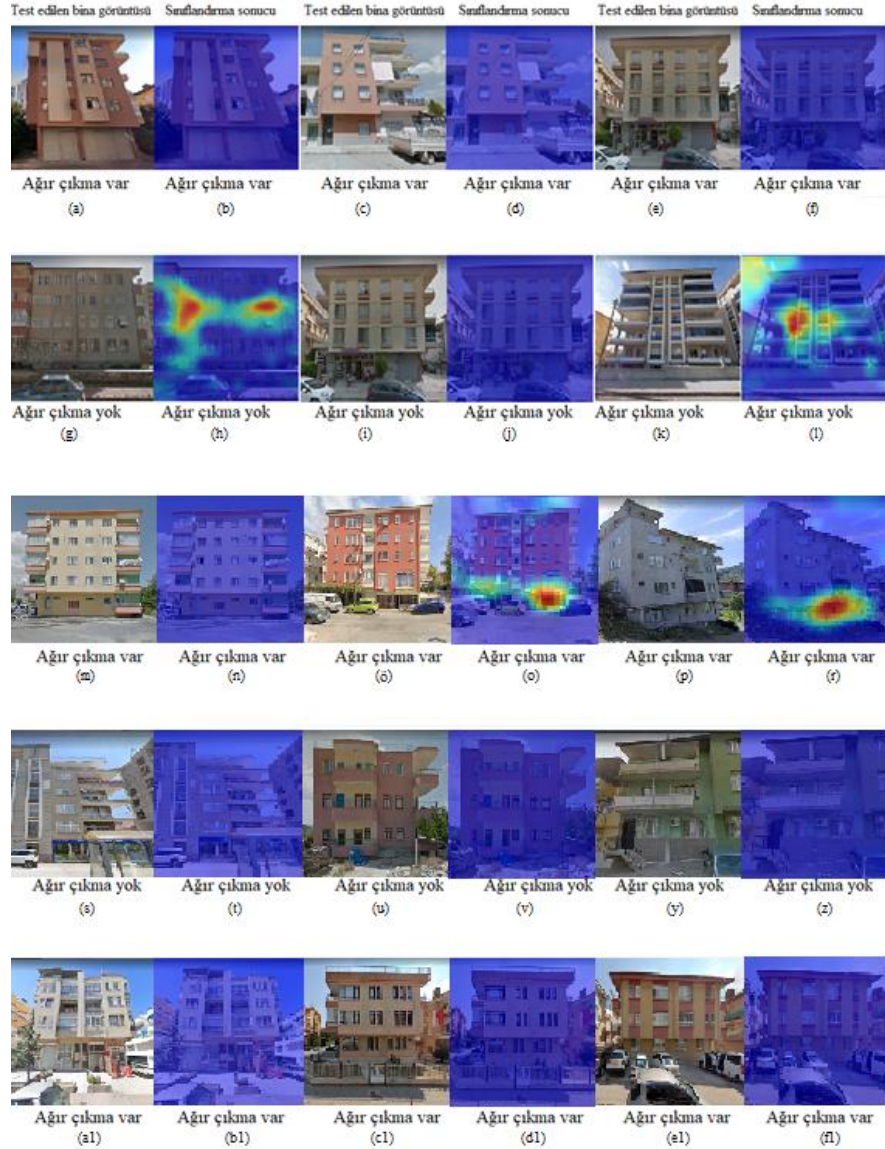 Test edilen bina görüntüsü Sınıflandırma sonucu Test edilen bina görüntüsü Sınıflandırma sonucu Test edilen bina görüntüsü Sınıflandırma sonucu
Ağır çıkma var Ağır çıkma var Ağır çıkma var Ağır çıkma var Ağır çıkma var Ağır çıkma var
(a) (b) (c) (d) (e) (f)
Ağır çıkma yok Ağır çıkma yok Ağır çıkma yok Ağır çıkma yok Ağır çıkma yok Ağır çıkma yok
(g) (h) (i) (j) (k) (l)
Ağır çıkma var Ağır çıkma var Ağır çıkma var Ağır çıkma var Ağır çıkma var Ağır çıkma var
(m) (n) (ö) (o) (p) (r)
Ağır çıkma yok Ağır çıkma yok Ağır çıkma yok Ağır çıkma yok Ağır çıkma yok Ağır çıkma yok
(s) (t) (u) (v) (y) (z)
Ağır çıkma var Ağır çıkma var Ağır çıkma var Ağır çıkma var Ağır çıkma var Ağır çıkma var
(a1) (b1) (c1) (d1) (e1) (f1)